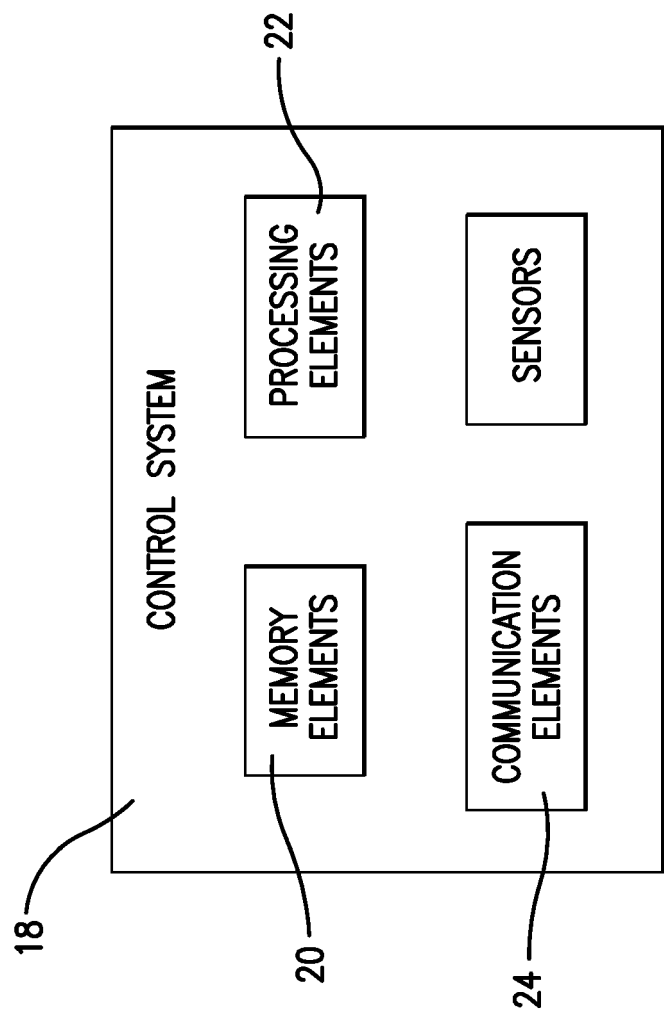 18
CONTROL SYSTEM
22
20
MEMORY
ELEMENTS
PROCESSING
ELEMENTS
24
COMMUNICATION
ELEMENTS
SENSORS